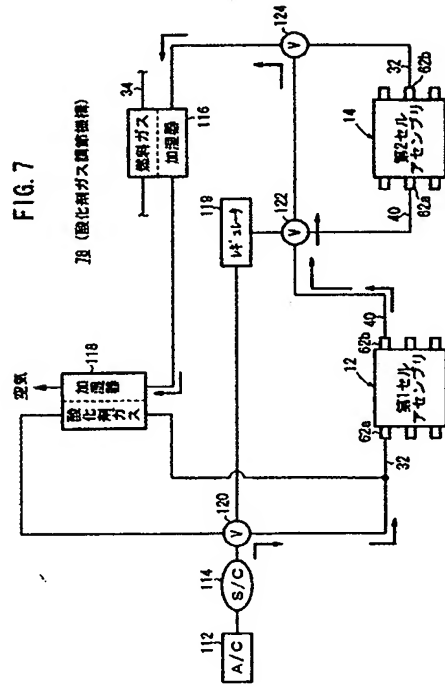 FIG. 7
78 (酸化剤ガス調節機構)
空気
118
酸化剤ガス
加湿器
34
燃料ガス
加湿器
116
124
V
119
レギュレータ
122
V
120
V
114
S/C
112
A/C
12
62a
第1セル
アセンブリ
62b
32
40
14
62a
第2セル
アセンブリ
62b
32
40